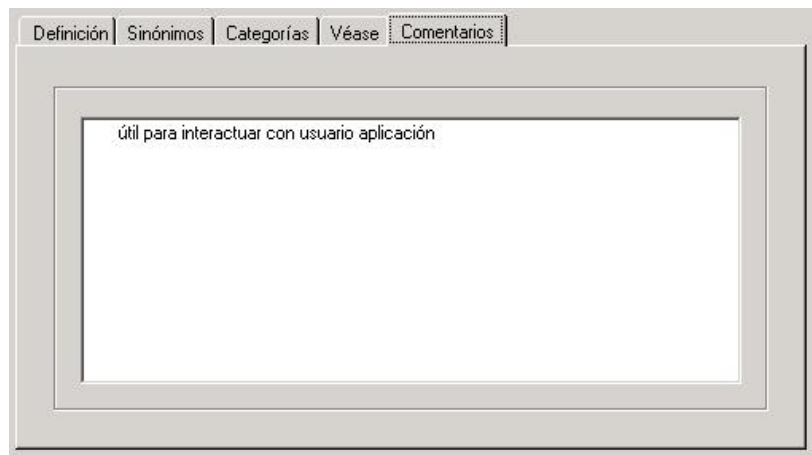 Definición Sinónimos Categorías Véase Comentarios
útil para interactuar con usuario aplicación